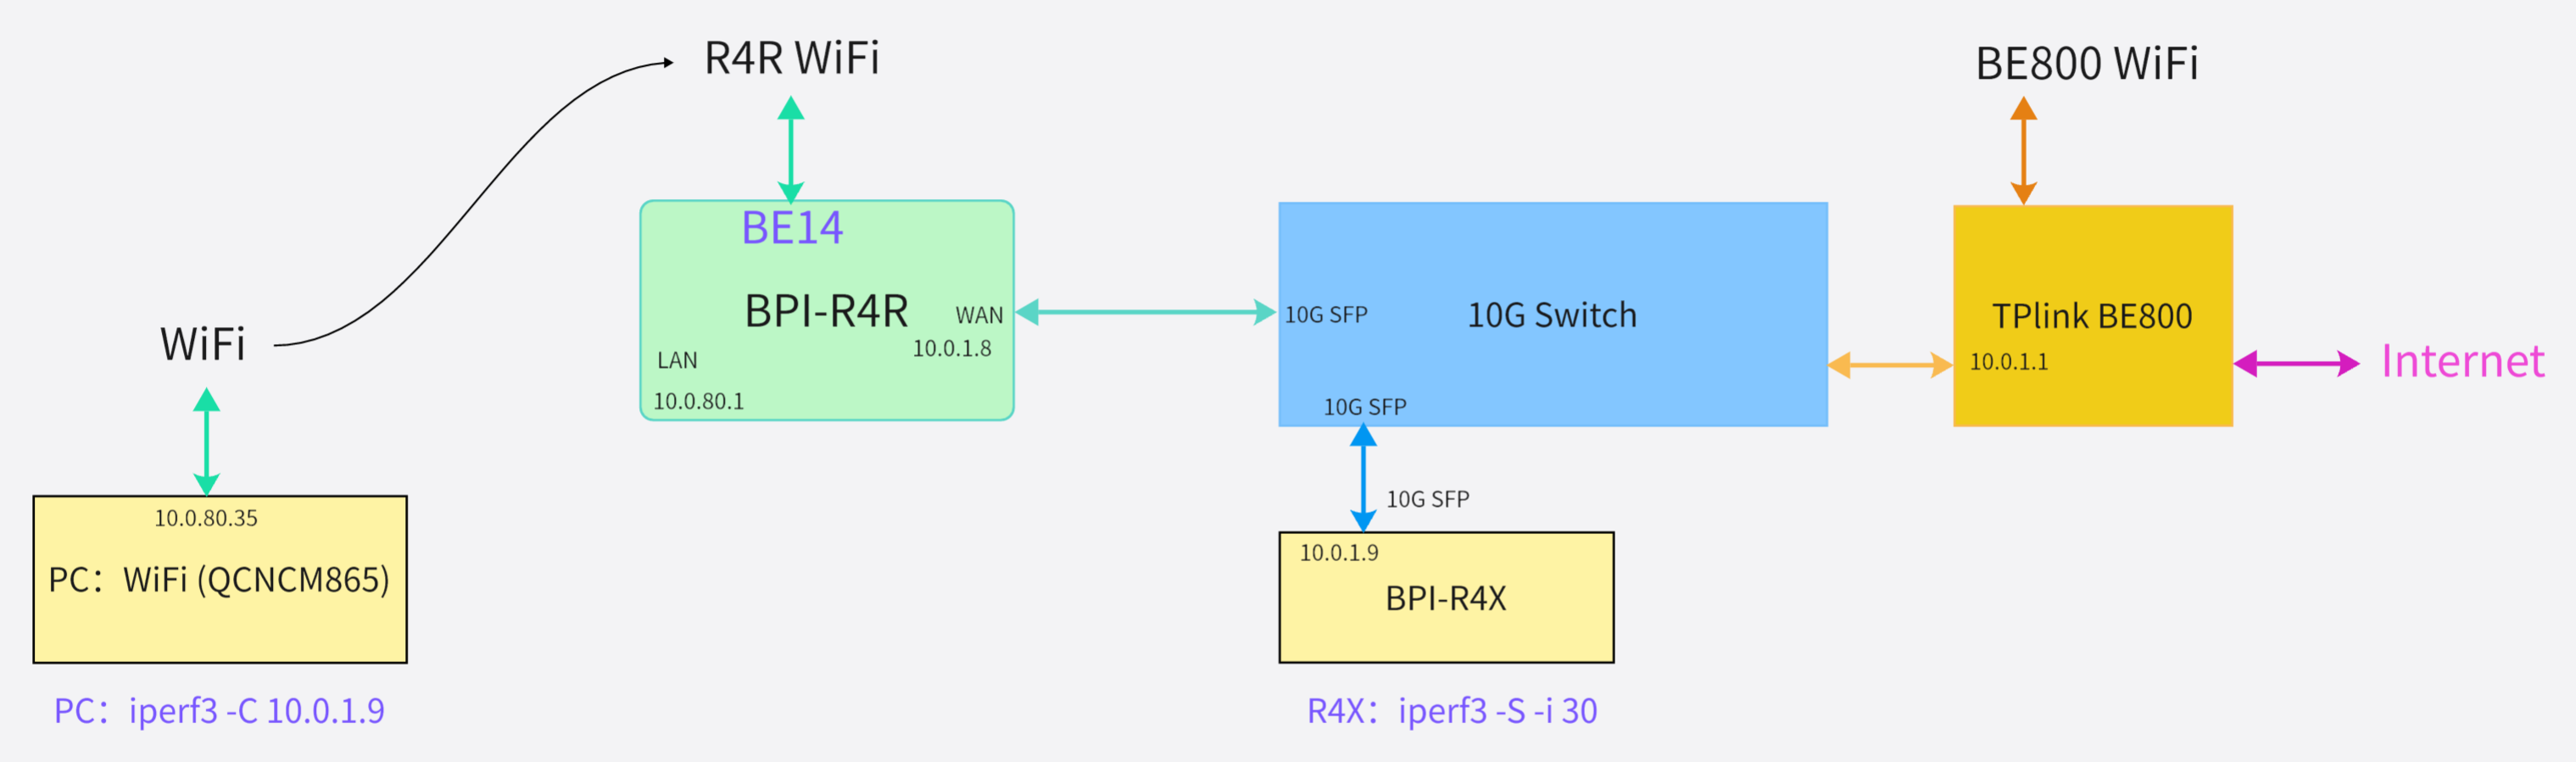 R4R WiFi
BE800 WiFi
BE14
BPI-R4R
WAN
10.0.1.8
LAN
10.0.80.1
10G SFP
10G Switch
10G SFP
TPlink BE800
10.0.1.1
Internet
WiFi
10.0.80.35
PC：WiFi (QCNCM865)
10G SFP
10.0.1.9
BPI-R4X
PC：iperf3 -C 10.0.1.9
R4X：iperf3 -S -i 30